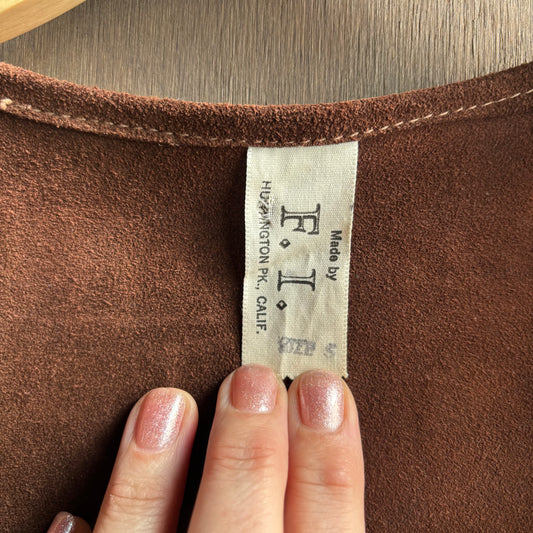 Made by
F. I.
HUNTINGTON PK., CALIF.
S